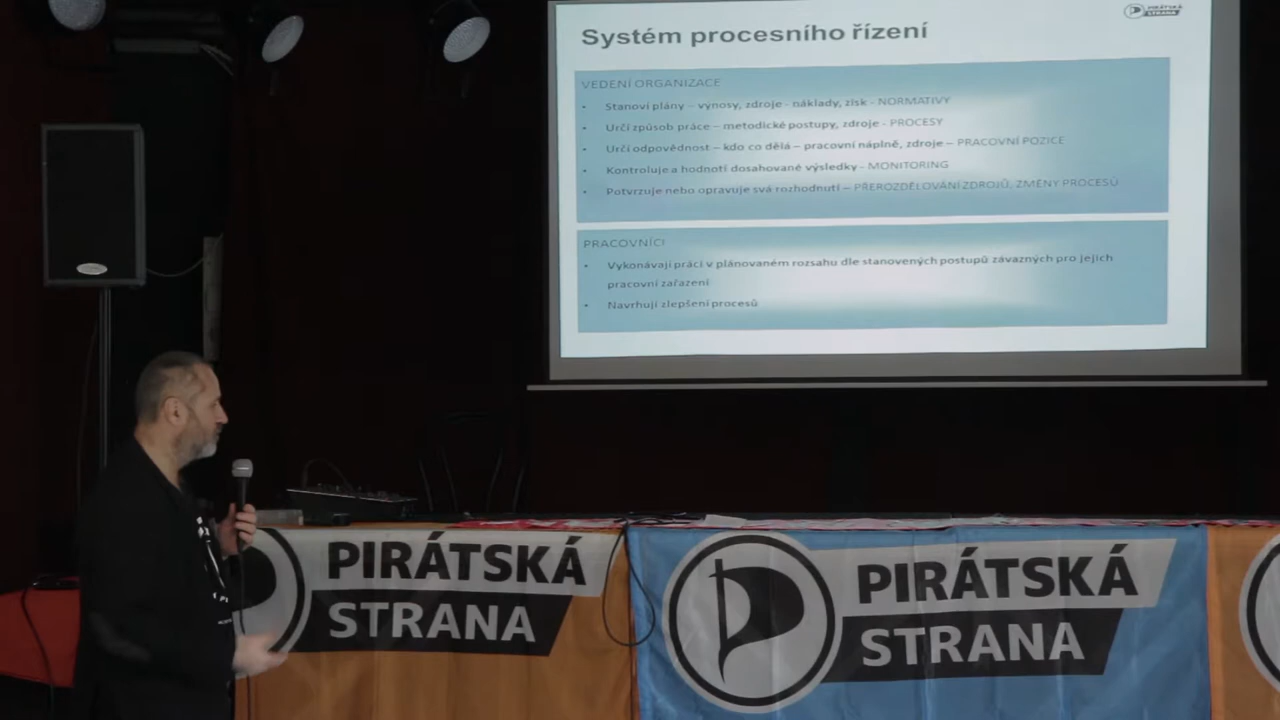 PIRÁTSKÁ
STRANA
Systém procesního řízení
VEDENÍ ORGANIZACE
• Stanoví plány – výnosy, zdroje - náklady, zisk - NORMATIVY
• Určí způsob práce – metodické postupy, zdroje - PROCESY
• Určí odpovědnost – kdo co dělá – pracovní náplně, zdroje – PRACOVNÍ POZICE
• Kontroluje a hodnotí dosahované výsledky - MONITORING
• Potvrzuje nebo opravuje svá rozhodnutí – PŘEROZDĚLOVÁNÍ ZDROJŮ, ZMĚNY PROCESŮ
PRACOVNÍCI
• Vykonávají práci v plánovaném rozsahu dle stanovených postupů závazných pro jejich
pracovní zařazení
• Navrhují zlepšení procesů
PIRÁTSKÁ
STRANA
PIRÁTSKÁ
STRANA